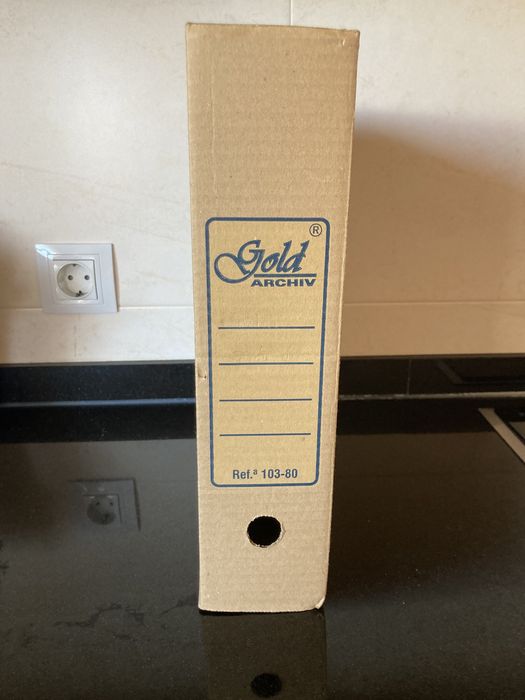 ®
Gold
ARCHIV
Ref.ª 103-80